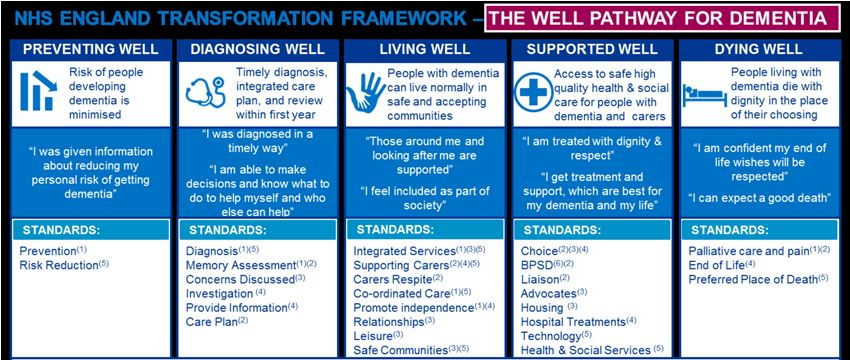 NHS ENGLAND TRANSFORMATION FRAMEWORK – THE WELL PATHWAY FOR DEMENTIA
PREVENTING WELL
Risk of people
developing
dementia is
minimised
“I was given information
about reducing my
personal risk of getting
dementia”
STANDARDS:
Prevention(1)
Risk Reduction(5)
DIAGNOSING WELL
Timely diagnosis,
integrated care
plan, and review
within first year
“I was diagnosed in a
timely way”
“I am able to make
decisions and know what to
do to help myself and who
else can help”
STANDARDS:
Diagnosis(1)(5)
Memory Assessment(1)(2)
Concerns Discussed(3)
Investigation (4)
Provide Information(4)
Care Plan(2)
LIVING WELL
People with dementia
can live normally in
safe and accepting
communities
“Those around me and
looking after me are
supported”
“I feel included as part of
society”
STANDARDS:
Integrated Services(1)(3)(5)
Supporting Carers(2)(4)(5)
Carers Respite(2)
Co-ordinated Care(1)(5)
Promote independence(1)(4)
Relationships(3)
Leisure(3)
Safe Communities(3)(5)
SUPPORTED WELL
Access to safe high
quality health & social
care for people with
dementia and carers
“I am treated with dignity &
respect”
“I get treatment and
support, which are best for
my dementia and my life”
STANDARDS:
Choice(2)(3)(4)
BPSD(6)(2)
Liaison(2)
Advocates(3)
Housing (3)
Hospital Treatments(4)
Technology(5)
Health & Social Services (5)
DYING WELL
People living with
dementia die with
dignity in the place
of their choosing
“I am confident my end of
life wishes will be
respected”
“I can expect a good death”
STANDARDS:
Palliative care and pain(1)(2)
End of Life(4)
Preferred Place of Death(5)